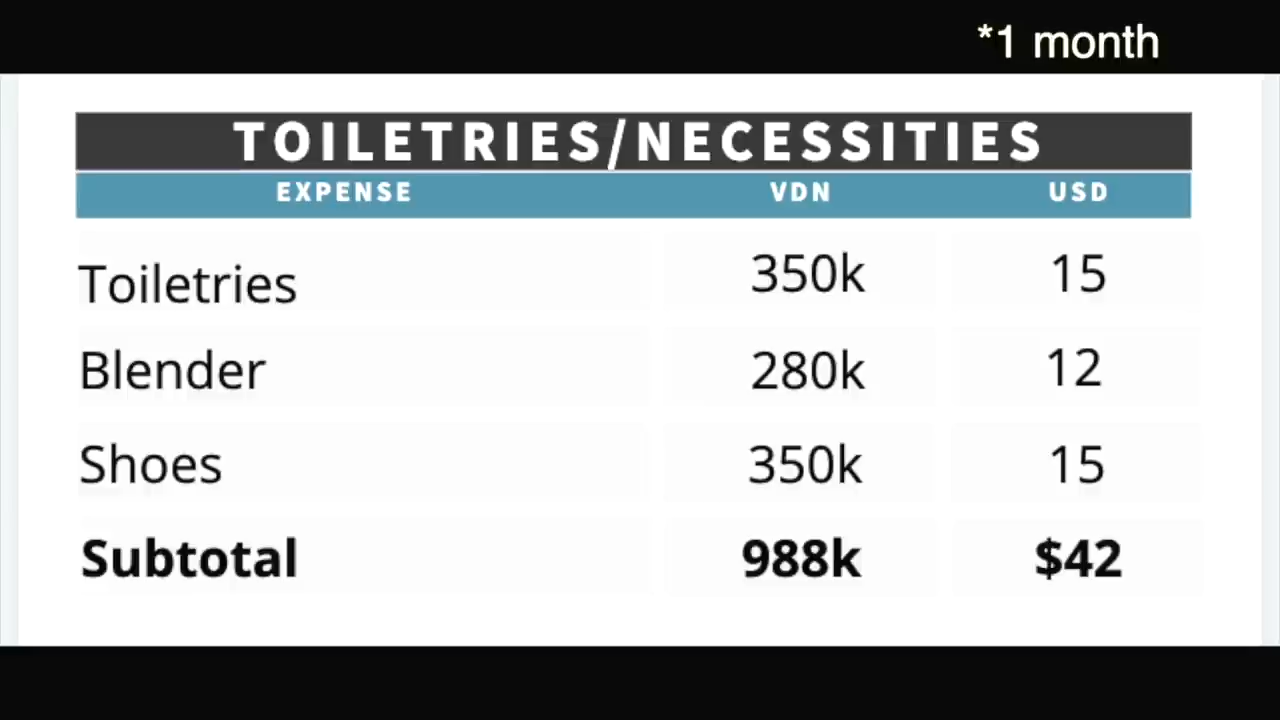 *1 month
TOILETRIES/NECESSITIES
EXPENSE VDN USD
Toiletries 350k 15
Blender 280k 12
Shoes 350k 15
Subtotal 988k $42